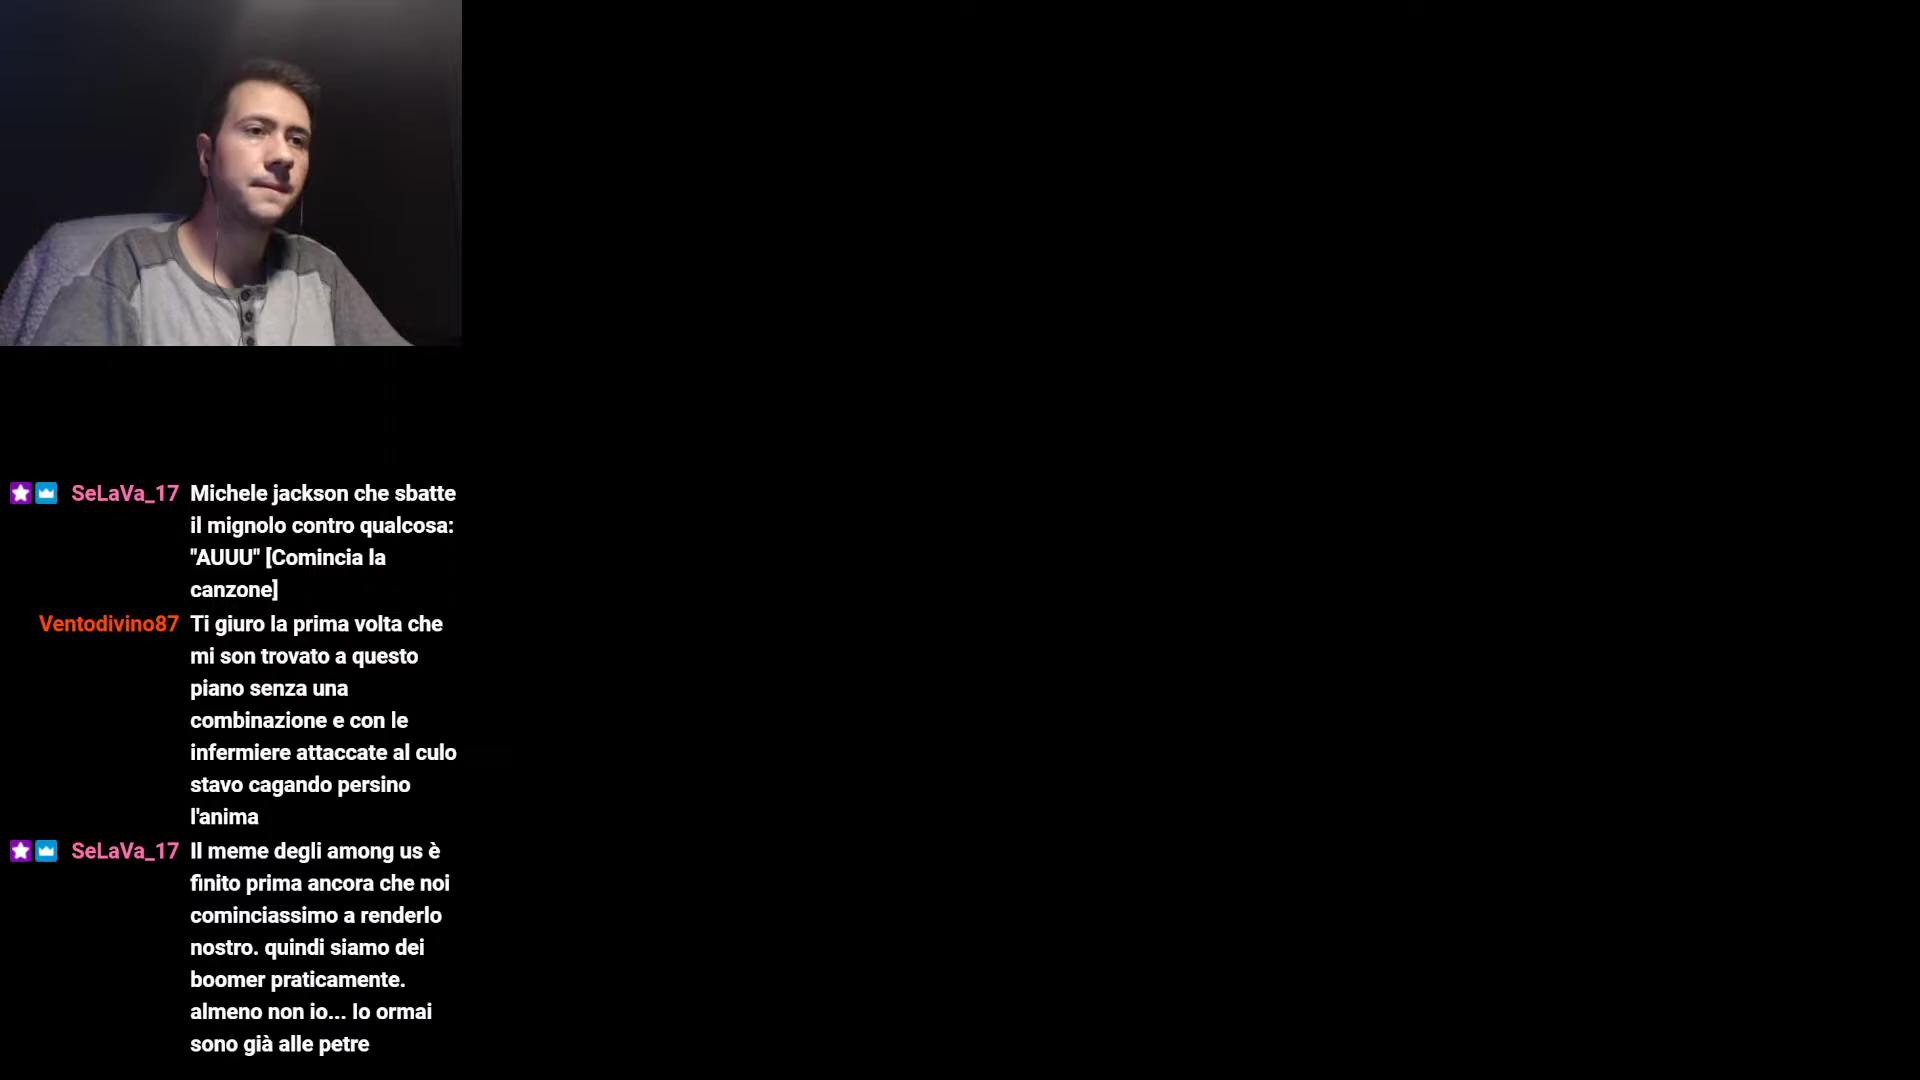 SeLaVa_17 Michele jackson che sbatte
il mignolo contro qualcosa:
"AUUU" [Comincia la
canzone]
Ventodivino87 Ti giuro la prima volta che
mi son trovato a questo
piano senza una
combinazione e con le
infermiere attaccate al culo
stavo cagando persino
l'anima
SeLaVa_17 Il meme degli among us è
finito prima ancora che noi
cominciassimo a renderlo
nostro. quindi siamo dei
boomer praticamente.
almeno non io... Io ormai
sono già alle petre